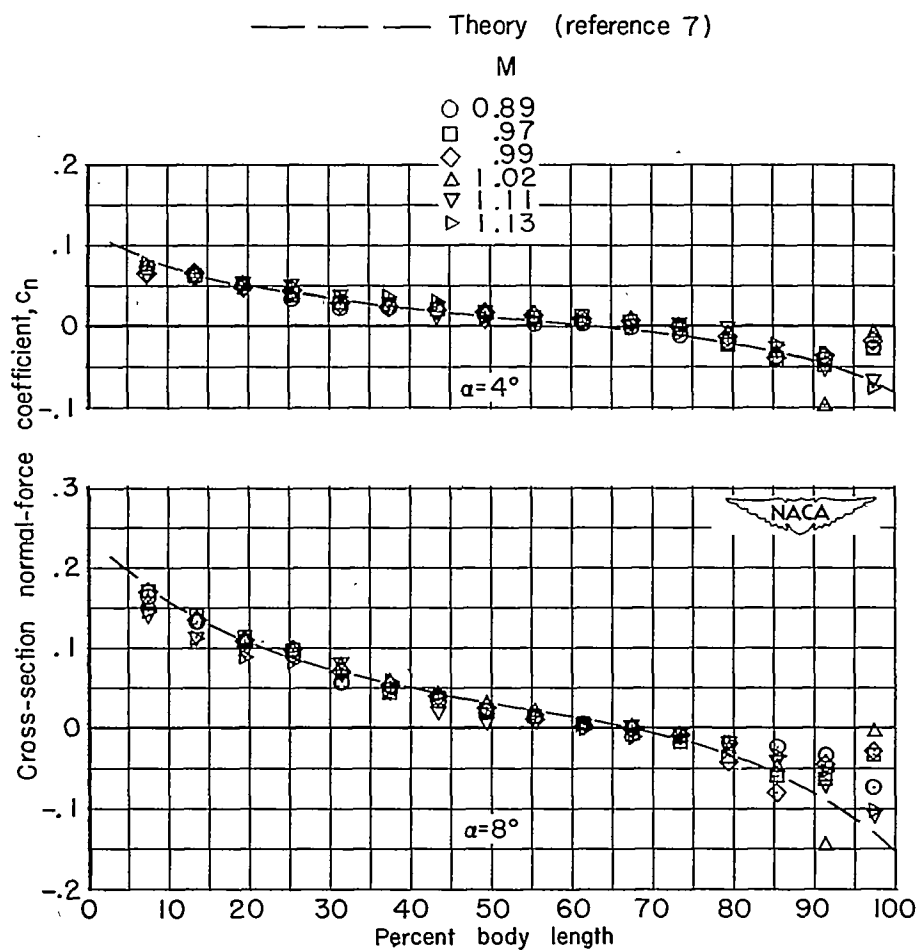 Theory (reference 7)
M
0.89
.97
.99
1.02
1.11
1.13
Cross-section normal-force coefficient, cn
.2
.1
0
-.1
α=4°
.3
.2
.1
0
-.1
-.2
NACA
α=8°
0 10 20 30 40 50 60 70 80 90 100
Percent body length